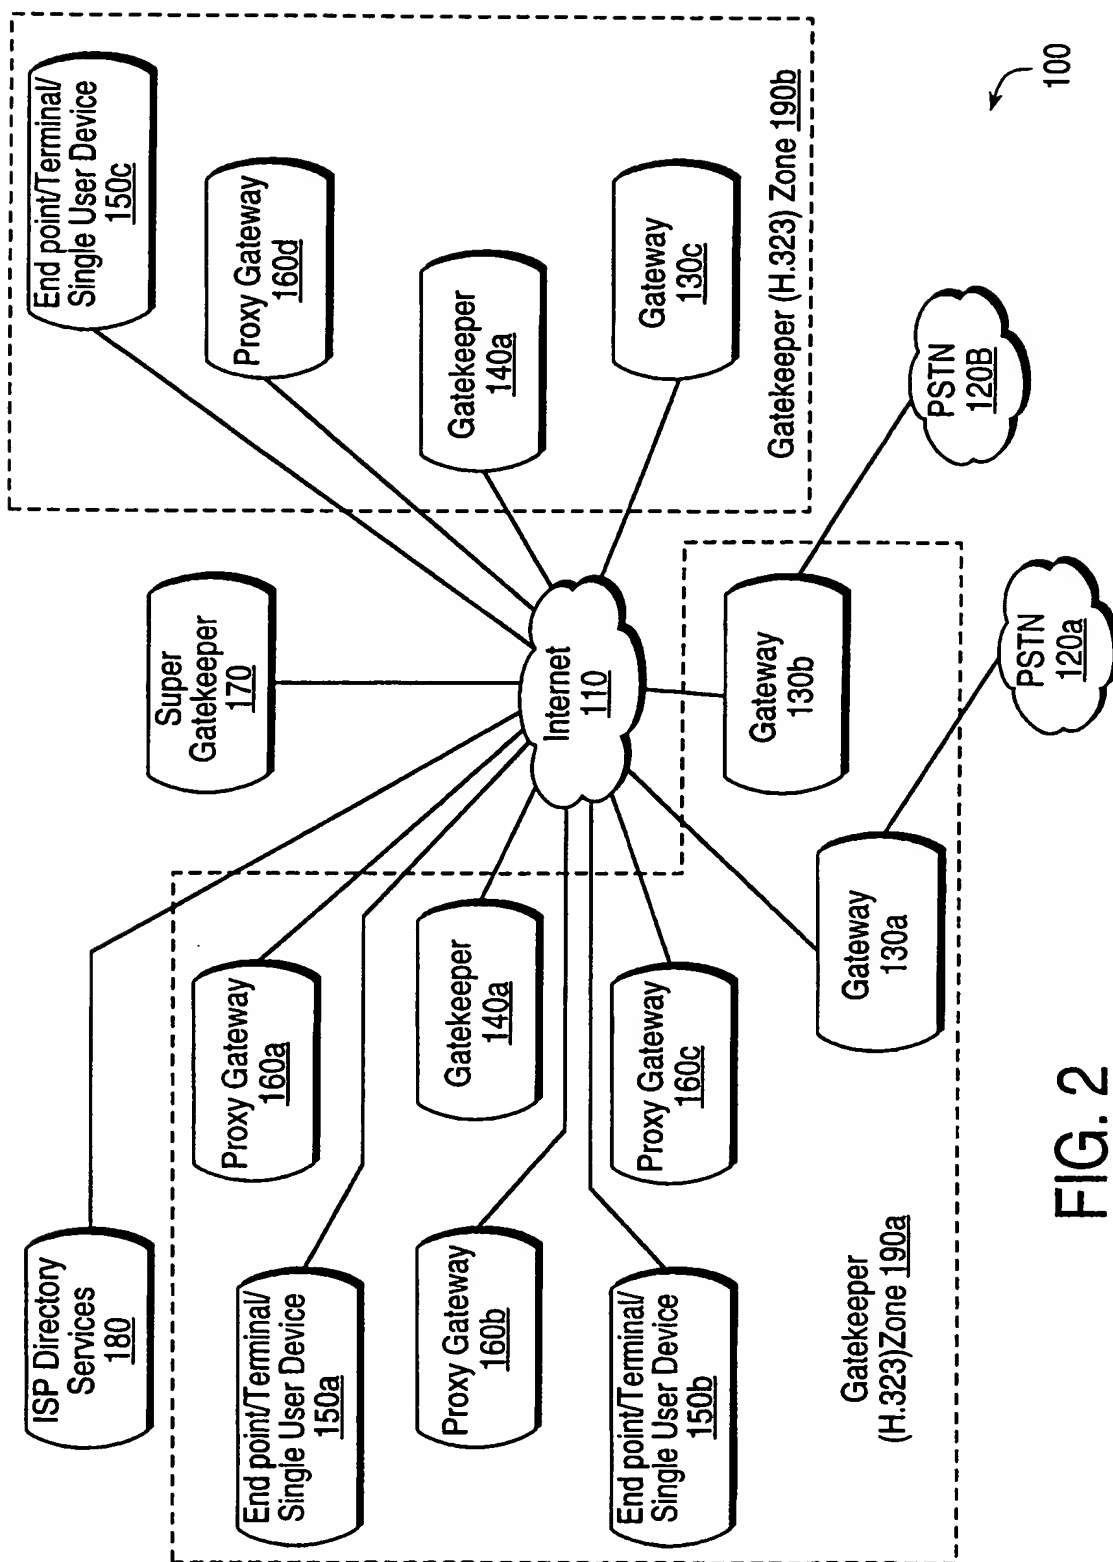 ISP Directory
Services
180
Super
Gatekeeper
170
End point/Terminal/
Single User Device
150c
Proxy Gateway
160a
Proxy Gateway
160d
End point/Terminal/
Single User Device
150a
Gatekeeper
140a
Gatekeeper
140a
Proxy Gateway
160b
Internet
110
Proxy Gateway
160c
Gateway
130c
End point/Terminal/
Single User Device
150b
Gateway
130b
Gatekeeper (H.323) Zone 190b
Gateway
130a
Gatekeeper
(H.323)Zone 190a
PSTN
120B
PSTN
120a
100
FIG. 2